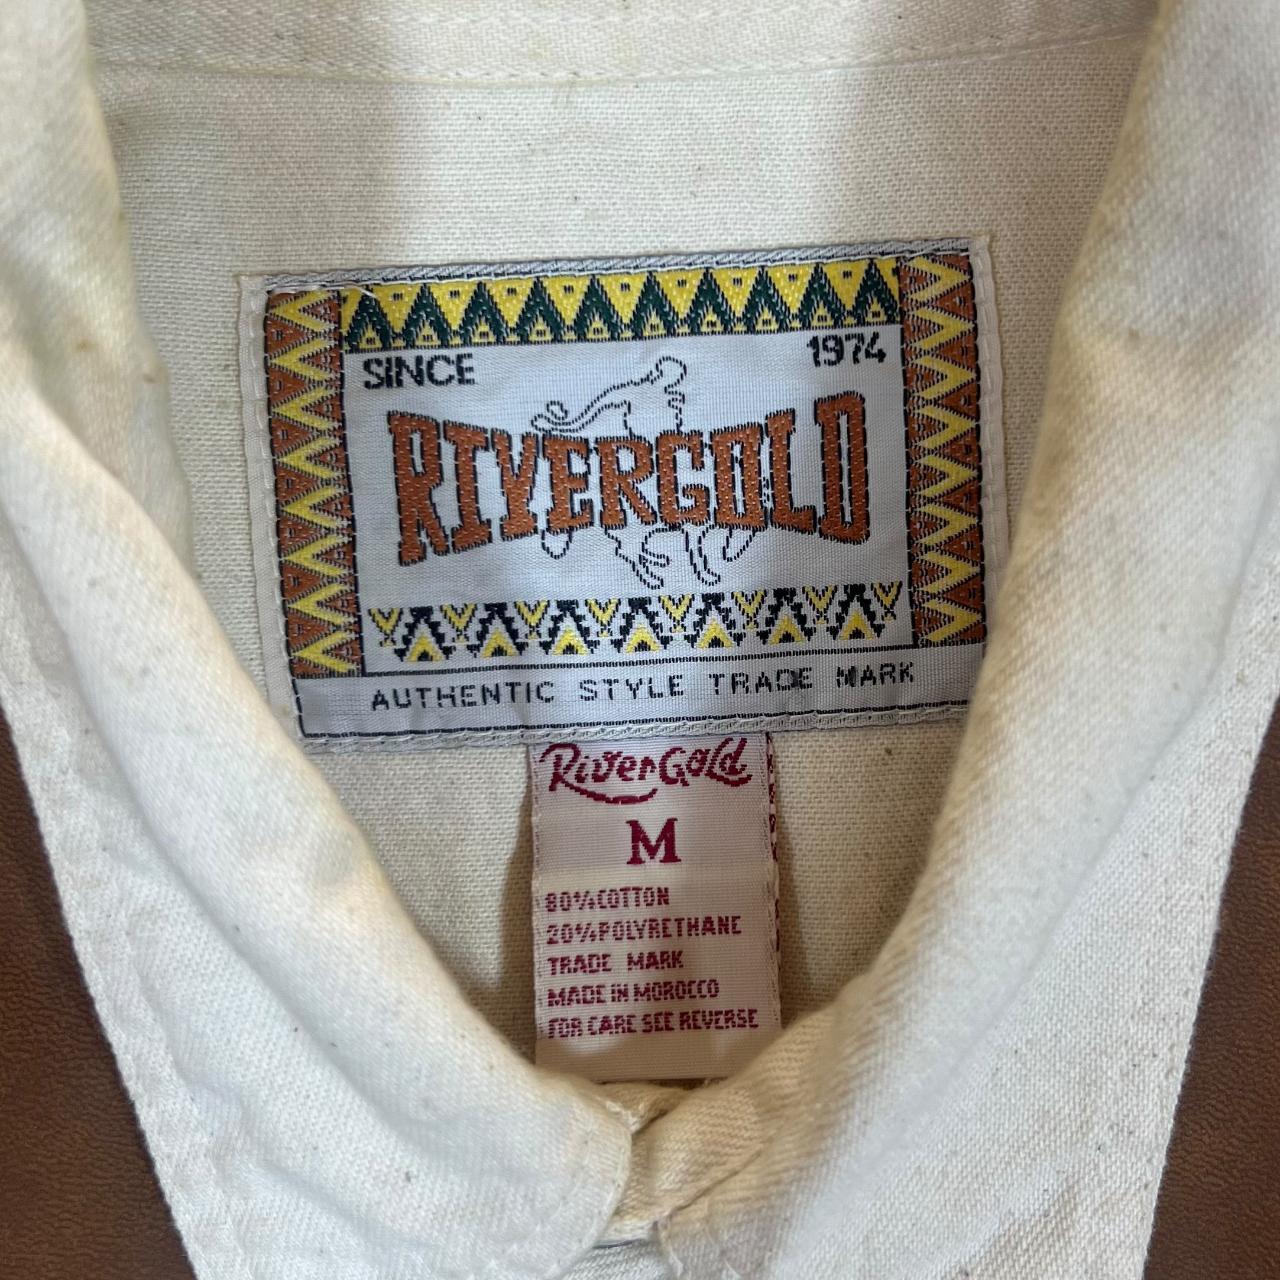 SINCE 1974
RIVERGOLD
AUTHENTIC STYLE TRADE MARK
RiverGold
M
80%COTTON
20%POLYRETHANE
TRADE MARK
MADE IN MOROCCO
FOR CARE SEE REVERSE